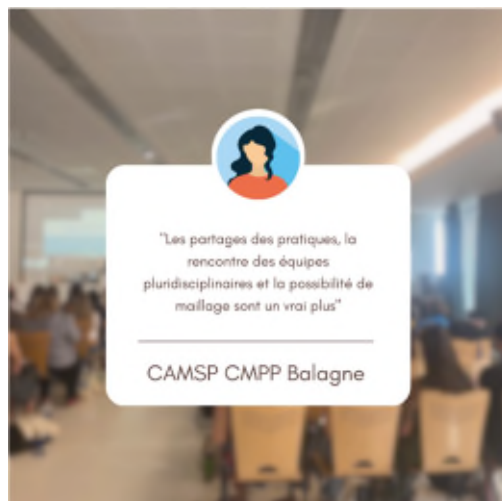 "Les partages des pratiques, la
rencontre des équipes
pluridisciplinaires et la possibilité de
maillage sont un vrai plus"
CAMSP CMPP Balagne